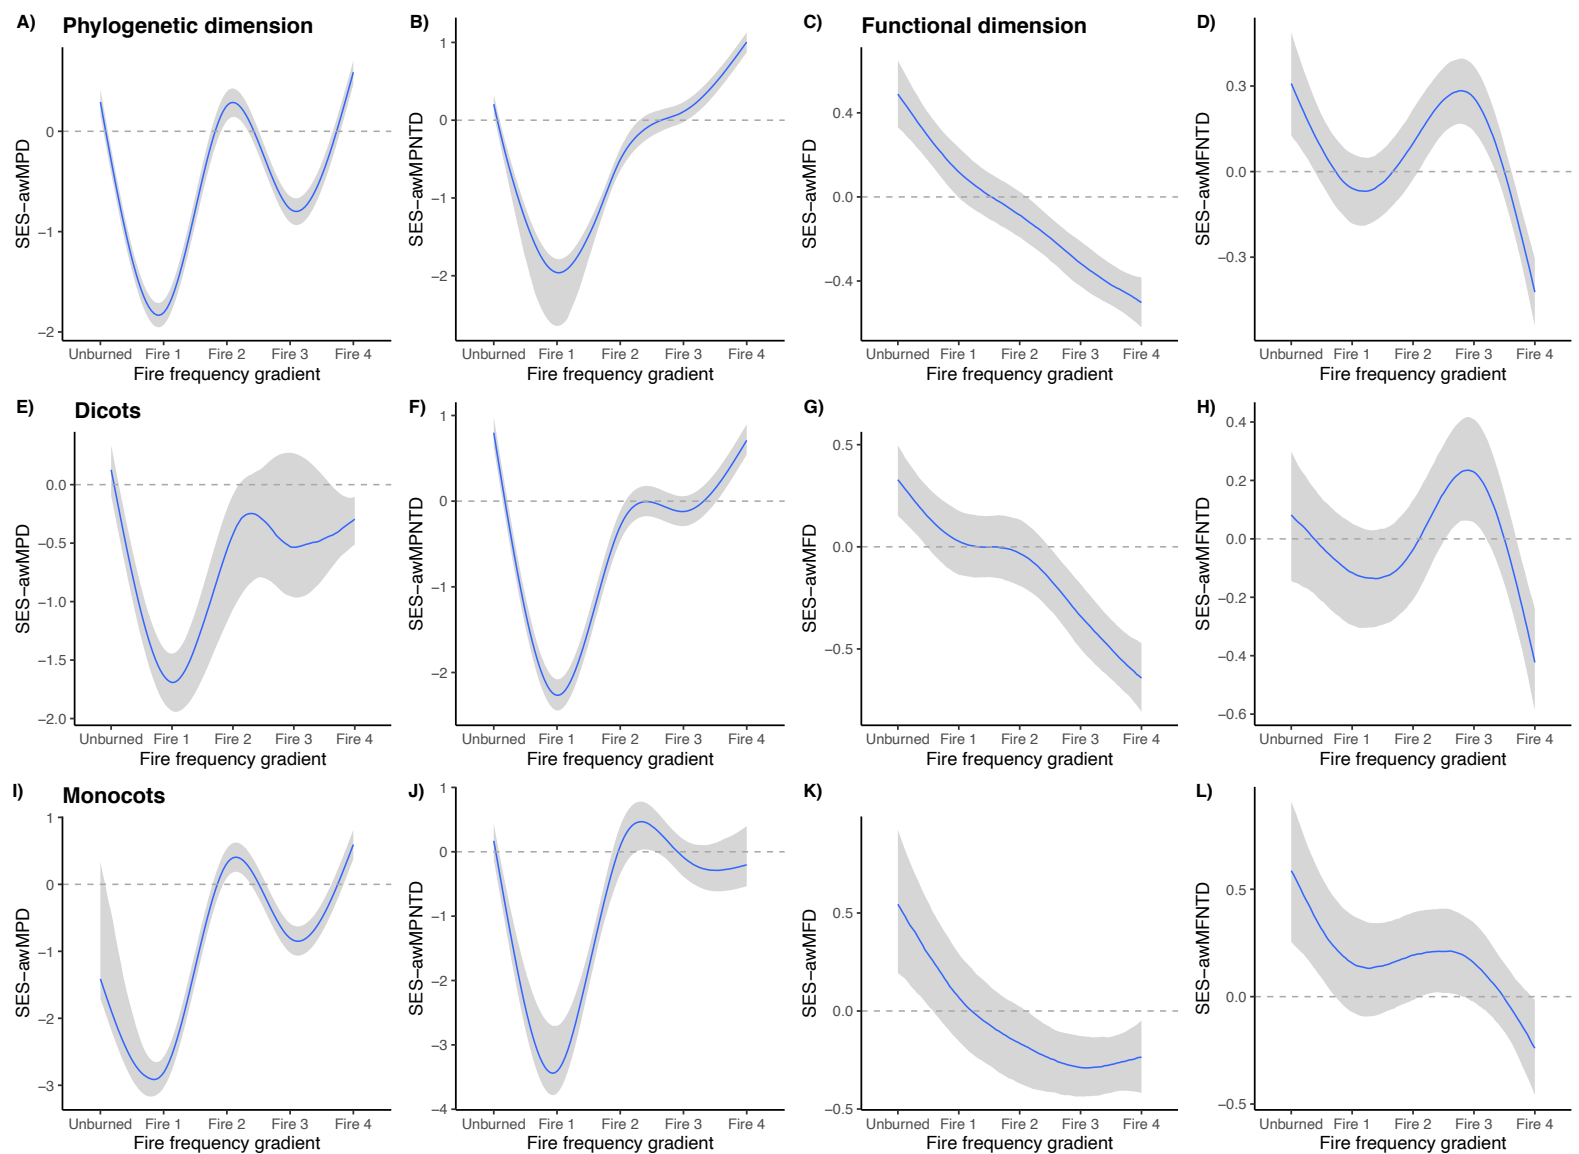 A) Phylogenetic dimension
SES−awMPD
0
−1
−2
Unburned Fire 1 Fire 2 Fire 3 Fire 4
Fire frequency gradient
B)
SES−awMPNTD
1
0
−1
−2
Unburned Fire 1 Fire 2 Fire 3 Fire 4
Fire frequency gradient
C) Functional dimension
SES−awMFD
0.4
0.0
−0.4
Unburned Fire 1 Fire 2 Fire 3 Fire 4
Fire frequency gradient
D)
SES−awMFNTD
0.3
0.0
−0.3
Unburned Fire 1 Fire 2 Fire 3 Fire 4
Fire frequency gradient
E) Dicots
SES−awMPD
0.0
−0.5
−1.0
−1.5
−2.0
Unburned Fire 1 Fire 2 Fire 3 Fire 4
Fire frequency gradient
F)
SES−awMPNTD
1
0
−1
−2
Unburned Fire 1 Fire 2 Fire 3 Fire 4
Fire frequency gradient
G)
SES−awMFD
0.5
0.0
−0.5
Unburned Fire 1 Fire 2 Fire 3 Fire 4
Fire frequency gradient
H)
SES−awMFNTD
0.4
0.2
0.0
−0.2
−0.4
−0.6
Unburned Fire 1 Fire 2 Fire 3 Fire 4
Fire frequency gradient
I) Monocots
SES−awMPD
1
0
−1
−2
−3
Unburned Fire 1 Fire 2 Fire 3 Fire 4
Fire frequency gradient
J)
SES−awMPNTD
1
0
−1
−2
−3
−4
Unburned Fire 1 Fire 2 Fire 3 Fire 4
Fire frequency gradient
K)
SES−awMFD
0.5
0.0
−0.5
Unburned Fire 1 Fire 2 Fire 3 Fire 4
Fire frequency gradient
L)
SES−awMFNTD
0.5
0.0
−0.5
Unburned Fire 1 Fire 2 Fire 3 Fire 4
Fire frequency gradient